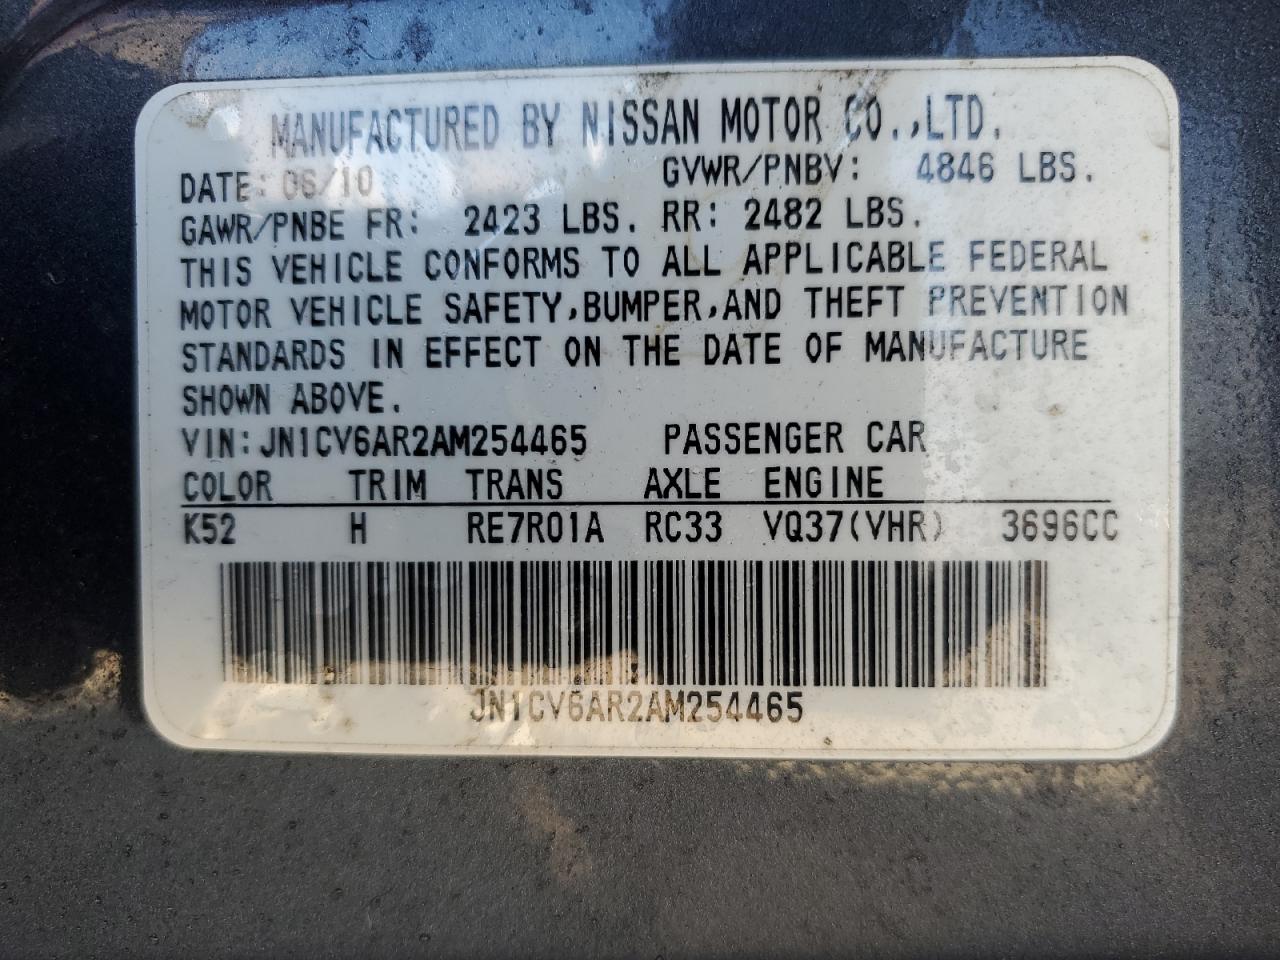 MANUFACTURED BY NISSAN MOTOR CO.,LTD.
DATE: 06/10 GVWR/PNBV: 4846 LBS.
GAWR/PNBE FR: 2423 LBS. RR: 2482 LBS.
THIS VEHICLE CONFORMS TO ALL APPLICABLE FEDERAL
MOTOR VEHICLE SAFETY,BUMPER,AND THEFT PREVENTION
STANDARDS IN EFFECT ON THE DATE OF MANUFACTURE
SHOWN ABOVE.
VIN:JN1CV6AR2AM254465 PASSENGER CAR
COLOR TRIM TRANS AXLE ENGINE
K52 H RE7R01A RC33 VQ37(VHR) 3696CC
JN1CV6AR2AM254465